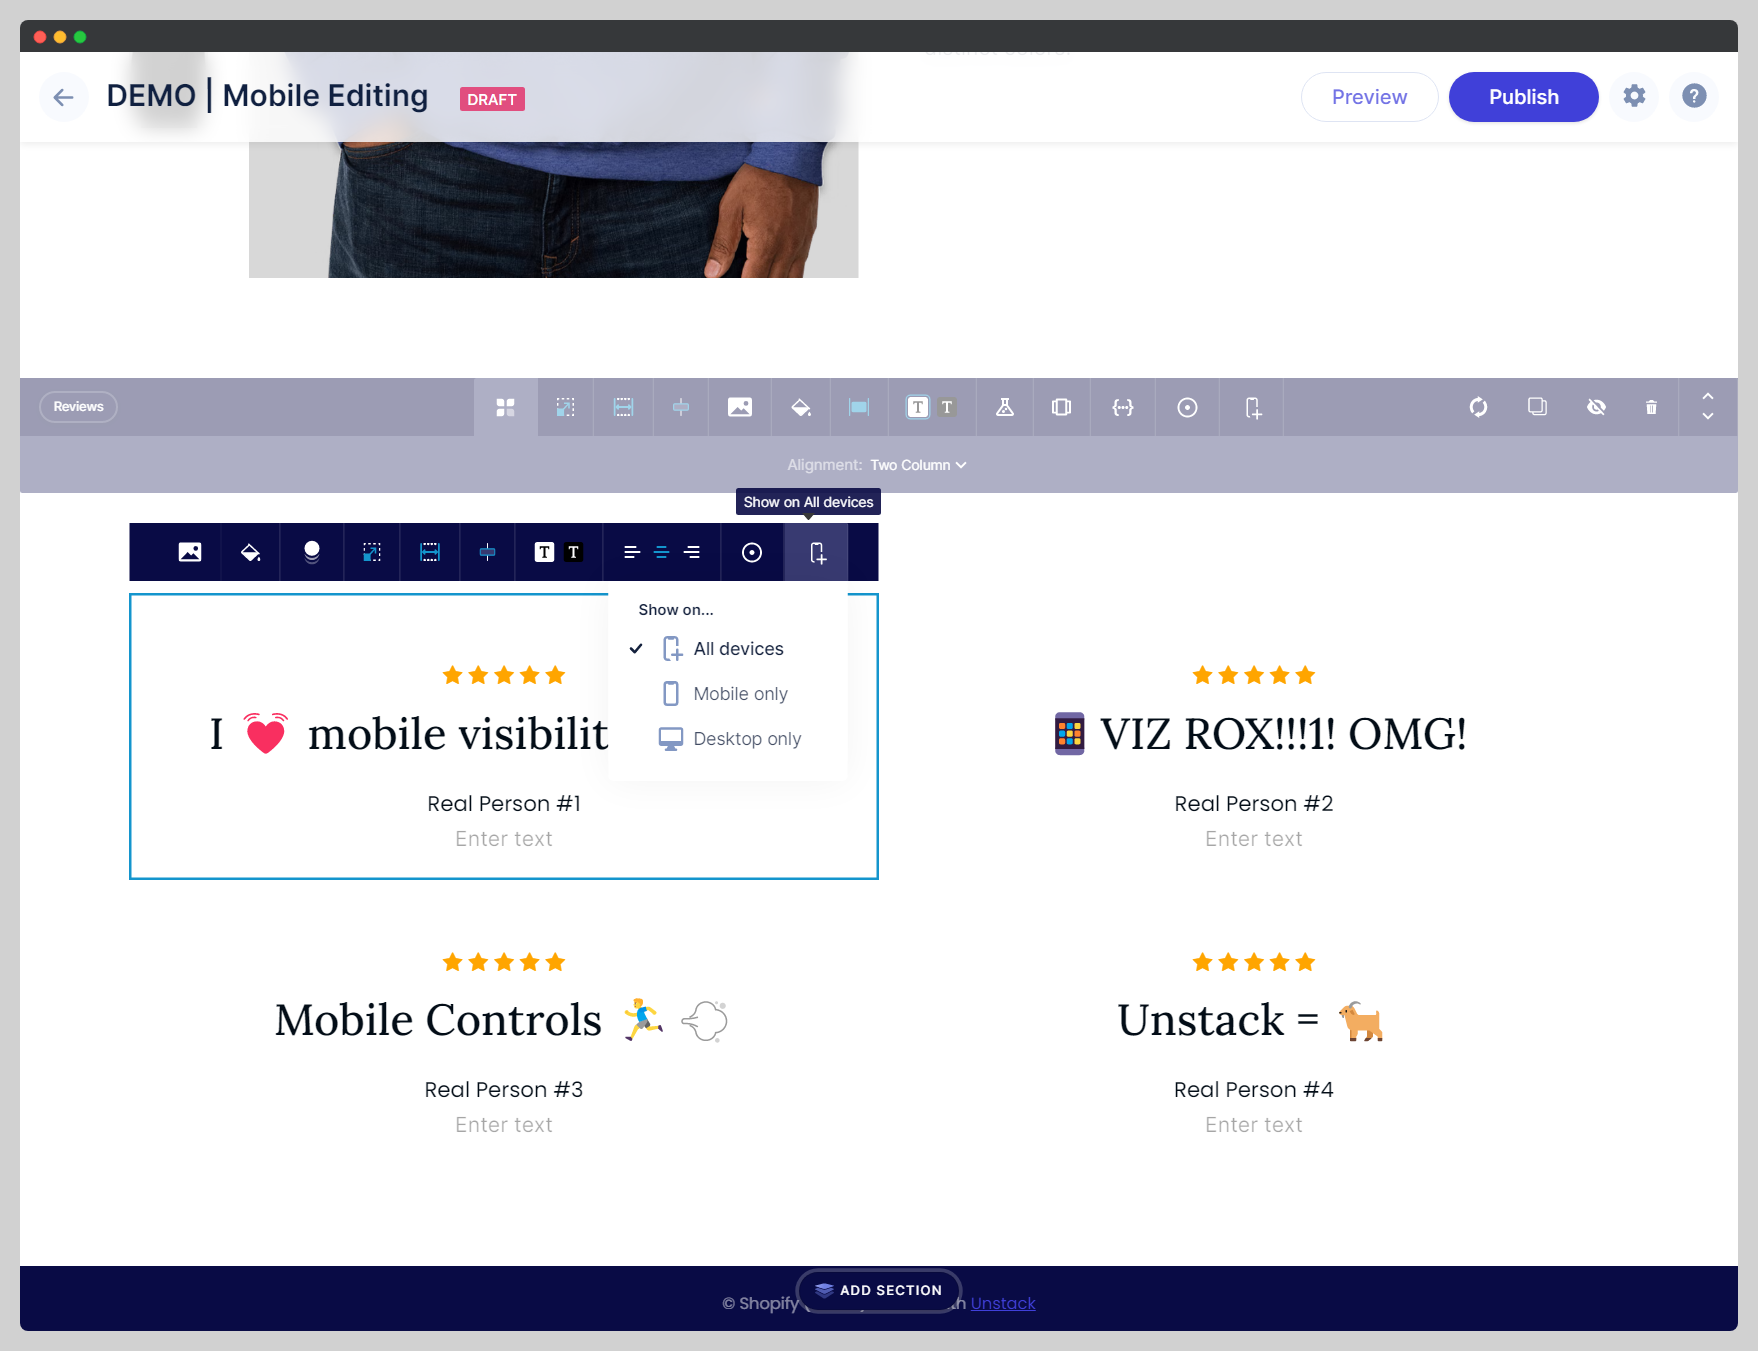 DEMO | Mobile Editing
DRAFT
Preview
Publish
Reviews
Alignment: Two Column
Show on All devices
Show on...
All devices
Mobile only
Desktop only
I 💓 mobile visibilit
Real Person #1
Enter text
📱 VIZ ROX!!!1! OMG!
Real Person #2
Enter text
Mobile Controls 🏃‍♂️ 💨
Real Person #3
Enter text
Unstack = 🐐
Real Person #4
Enter text
ADD SECTION
© Shopify
Unstack